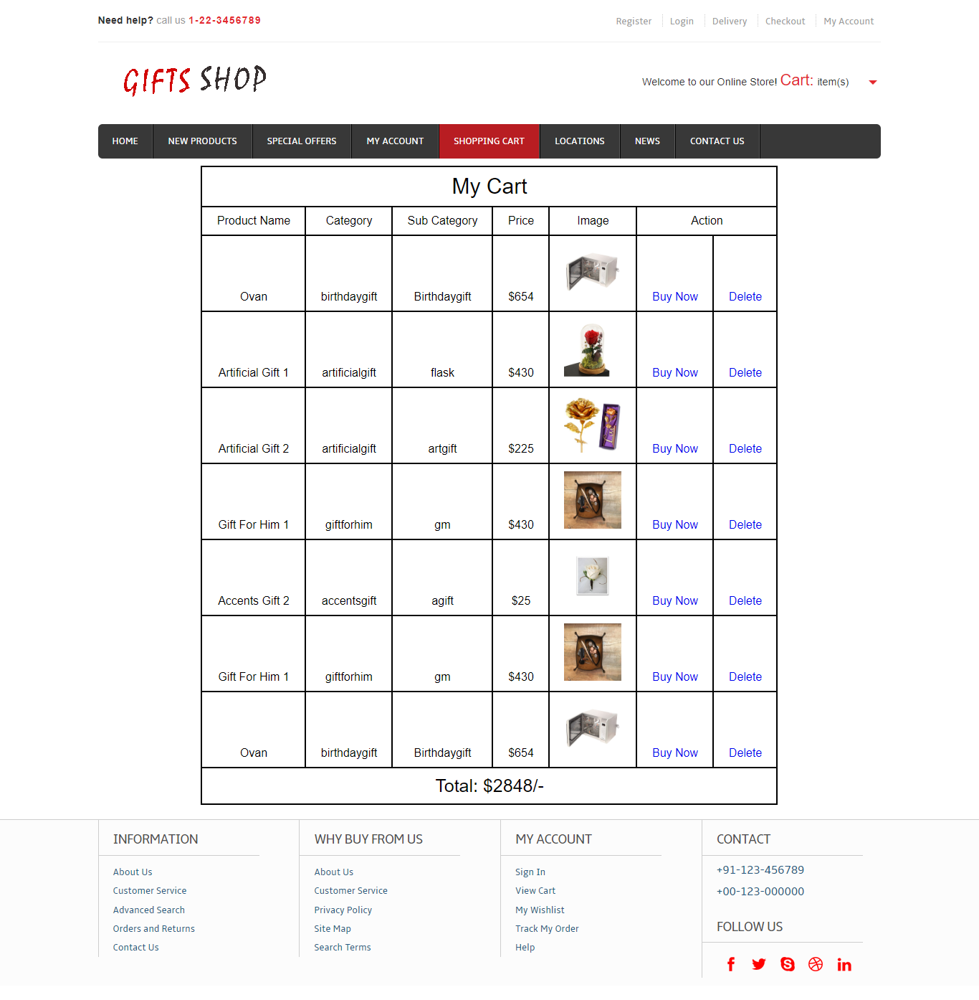 Need help? call us 1-22-3456789
Register Login Delivery Checkout My Account
GIFTS SHOP
Welcome to our Online Store! Cart: item(s)
HOME NEW PRODUCTS SPECIAL OFFERS MY ACCOUNT SHOPPING CART LOCATIONS NEWS CONTACT US
My Cart
Product Name Category Sub Category Price Image Action
Ovan birthdaygift Birthdaygift $654 Buy Now Delete
Artificial Gift 1 artificialgift flask $430 Buy Now Delete
Artificial Gift 2 artificialgift artgift $225 Buy Now Delete
Gift For Him 1 giftforhim gm $430 Buy Now Delete
Accents Gift 2 accentsgift agift $25 Buy Now Delete
Gift For Him 1 giftforhim gm $430 Buy Now Delete
Ovan birthdaygift Birthdaygift $654 Buy Now Delete
Total: $2848/-
INFORMATION
About Us
Customer Service
Advanced Search
Orders and Returns
Contact Us
WHY BUY FROM US
About Us
Customer Service
Privacy Policy
Site Map
Search Terms
MY ACCOUNT
Sign In
View Cart
My Wishlist
Track My Order
Help
CONTACT
+91-123-456789
+00-123-000000
FOLLOW US